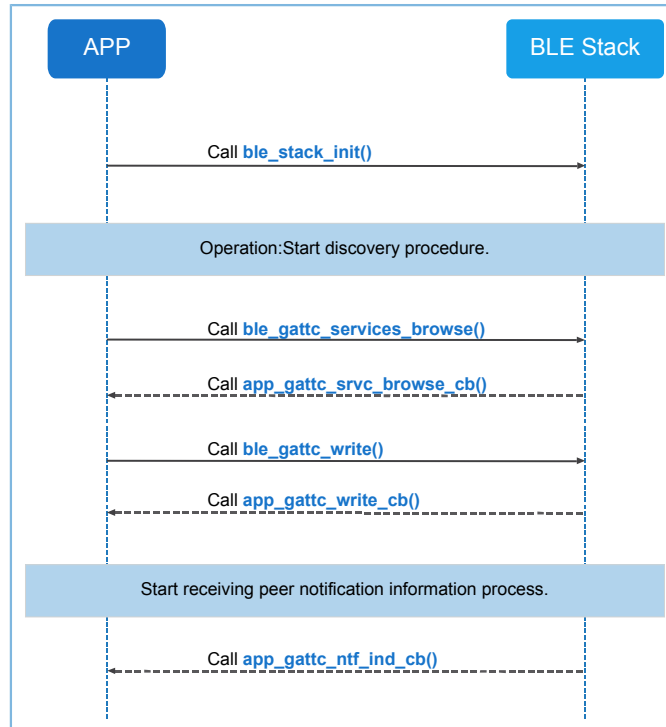 APP
BLE Stack
Call ble_stack_init()
Operation:Start discovery procedure.
Call ble_gattc_services_browse()
Call app_gattc_srvc_browse_cb()
Call ble_gattc_write()
Call app_gattc_write_cb()
Start receiving peer notification information process.
Call app_gattc_ntf_ind_cb()